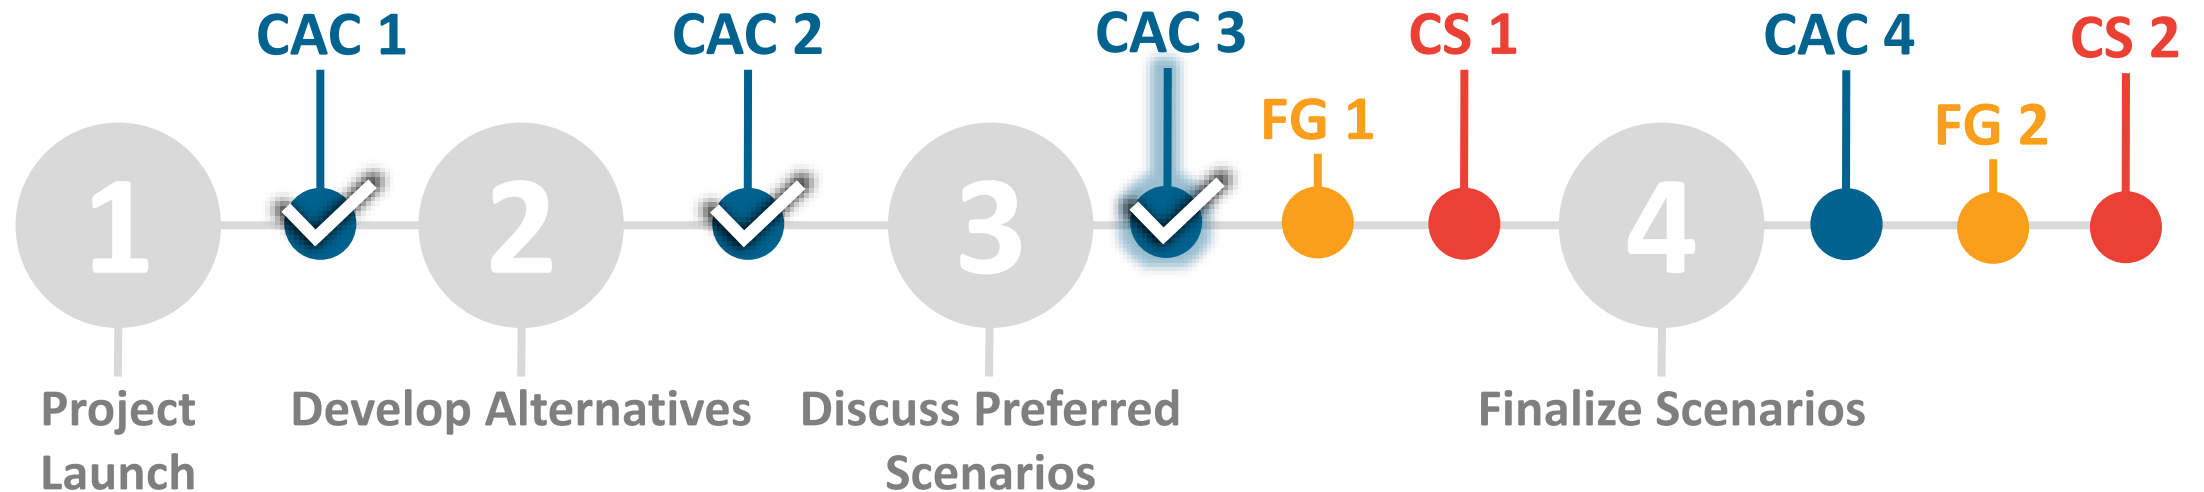 CAC 1
CAC 2
CAC 3
CS 1
CAC 4
CS 2
FG 1
FG 2
1
2
3
4
Project
Launch
Develop Alternatives
Discuss Preferred
Scenarios
Finalize Scenarios